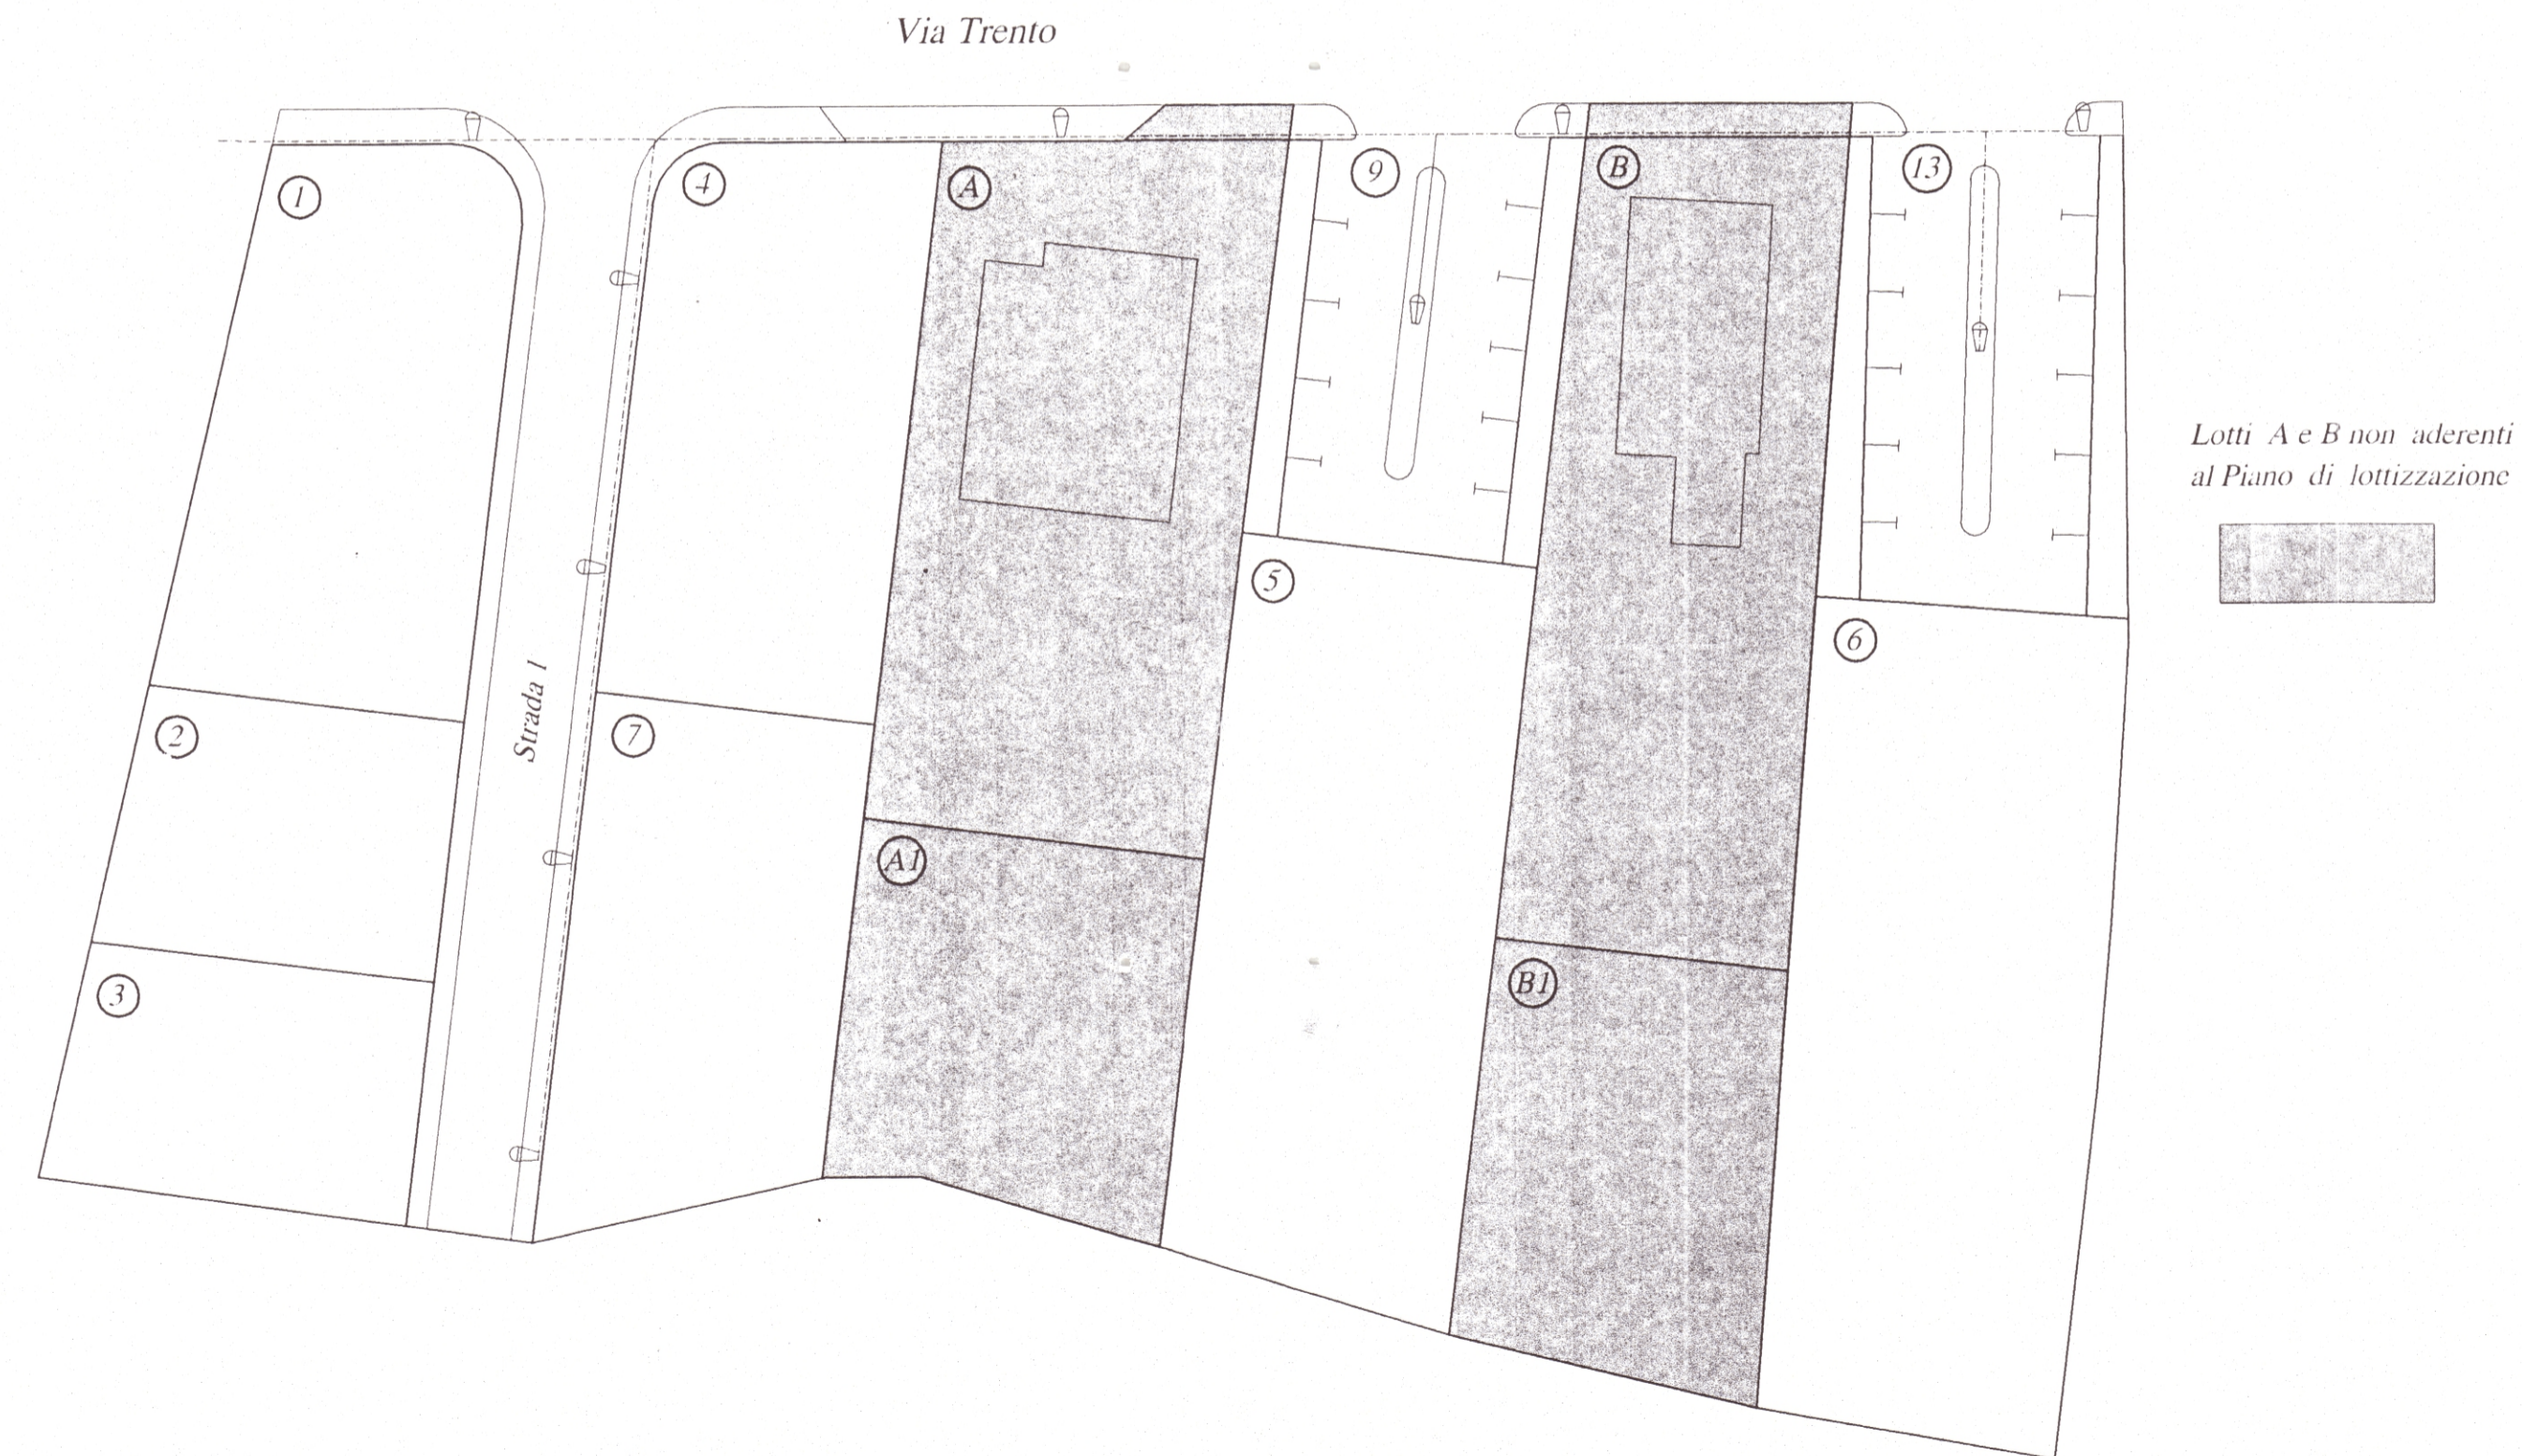 Via Trento
1
4
A
9
B
13
Lotti A e B non aderenti
al Piano di lottizzazione
5
6
Strada 1
2
7
A1
3
B1